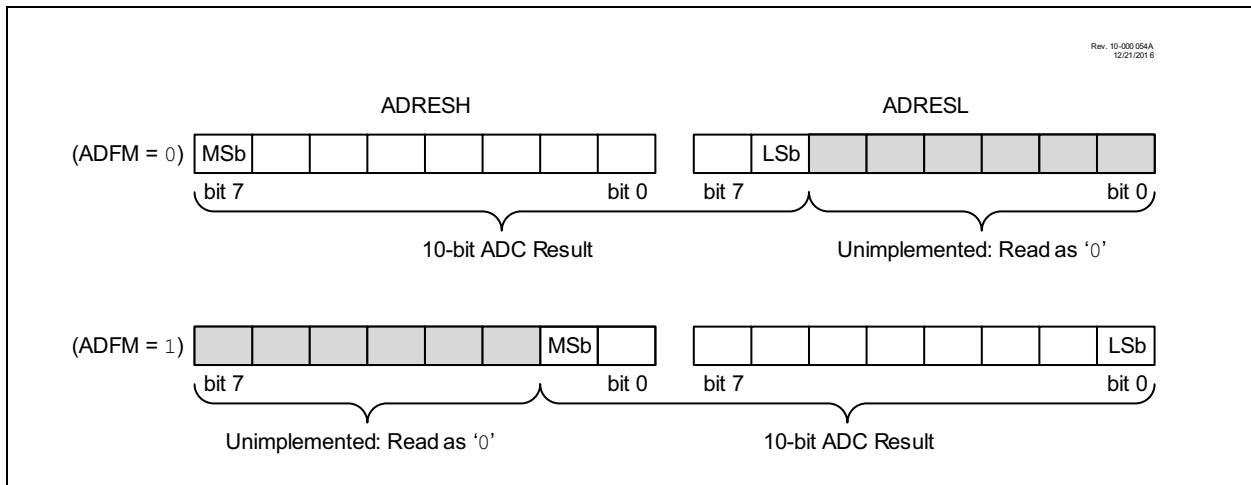 Rev. 10-000 054A
12/21/201 6
ADRESH ADRESL
(ADFM = 0) MSb LSb
bit 7 bit 0 bit 7 bit 0
10-bit ADC Result Unimplemented: Read as ‘0’
(ADFM = 1) MSb LSb
bit 7 bit 0 bit 7 bit 0
Unimplemented: Read as ‘0’ 10-bit ADC Result